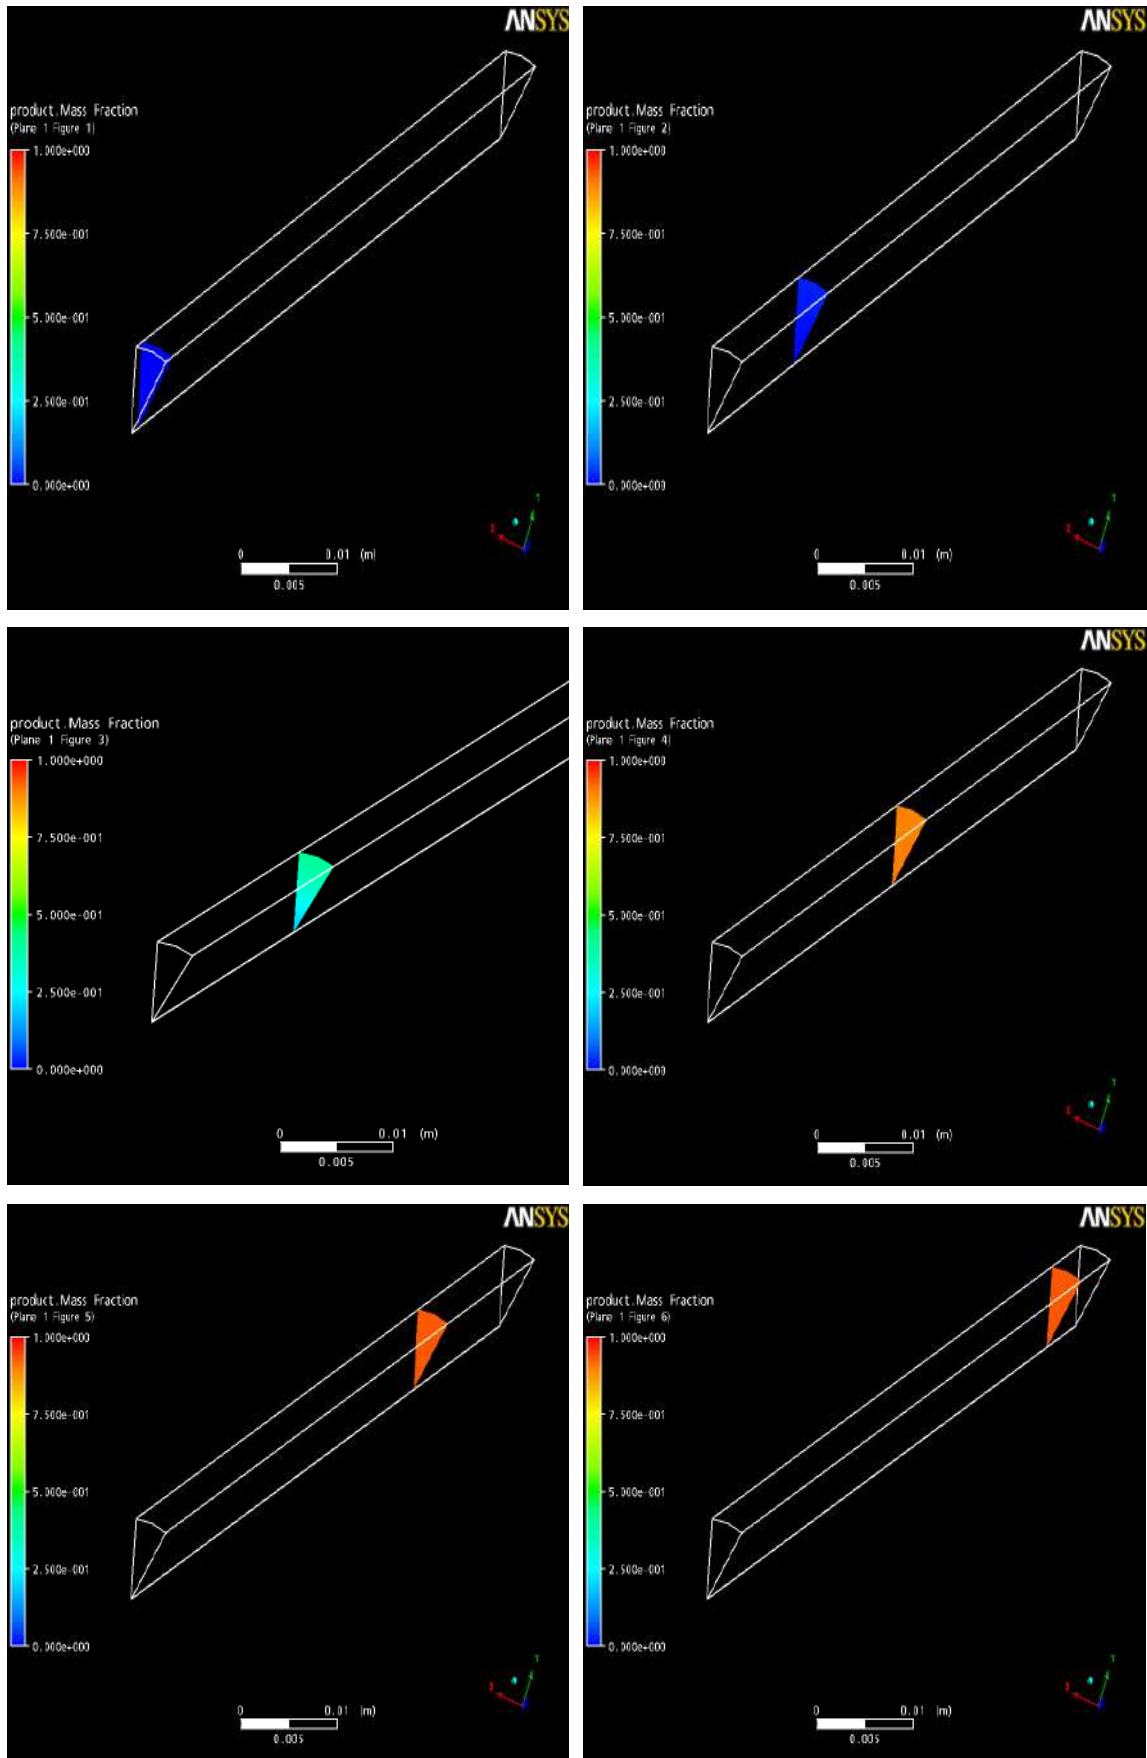 ANSYS
product.Mass Fraction
(Plane 1 Figure 1)
1.000e+000
7.500e-001
5.000e-001
2.500e-001
0.000e+000
0 0.01 (m)
0.005
ANSYS
product.Mass Fraction
(Plane 1 Figure 2)
1.000e+000
7.500e-001
5.000e-001
2.500e-001
0.000e+000
0 0.01 (m)
0.005
product.Mass Fraction
(Plane 1 Figure 3)
1.000e+000
7.500e-001
5.000e-001
2.500e-001
0.000e+000
0 0.01 (m)
0.005
ANSYS
product.Mass Fraction
(Plane 1 Figure 4)
1.000e+000
7.500e-001
5.000e-001
2.500e-001
0.000e+000
0 0.01 (m)
0.005
ANSYS
product.Mass Fraction
(Plane 1 Figure 5)
1.000e+000
7.500e-001
5.000e-001
2.500e-001
0.000e+000
0 0.01 (m)
0.005
ANSYS
product.Mass Fraction
(Plane 1 Figure 6)
1.000e+000
7.500e-001
5.000e-001
2.500e-001
0.000e+000
0 0.01 (m)
0.005